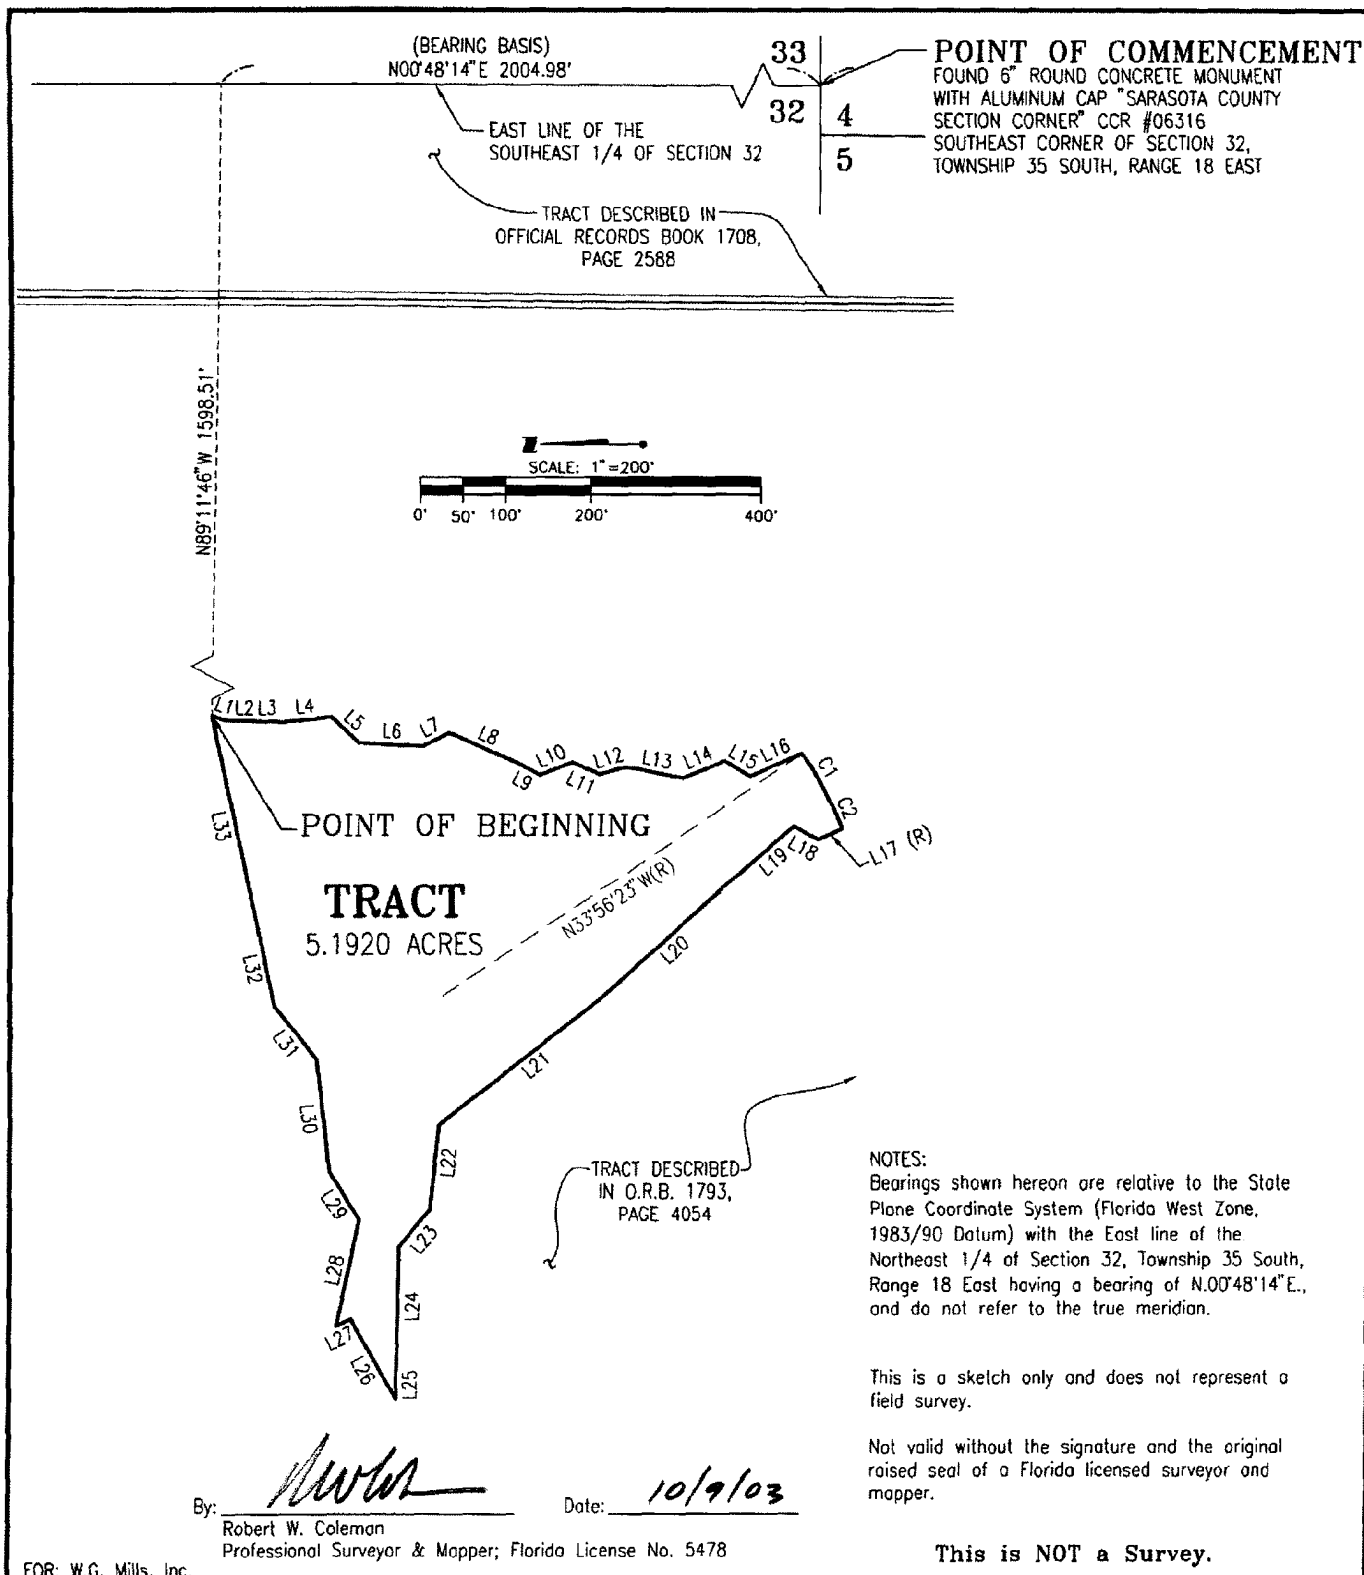 (BEARING BASIS)
N00°48'14"E 2004.98'
33
32
4
5
POINT OF COMMENCEMENT
FOUND 6" ROUND CONCRETE MONUMENT
WITH ALUMINUM CAP "SARASOTA COUNTY
SECTION CORNER" CCR #06316
SOUTHEAST CORNER OF SECTION 32,
TOWNSHIP 35 SOUTH, RANGE 18 EAST
EAST LINE OF THE
SOUTHEAST 1/4 OF SECTION 32
TRACT DESCRIBED IN
OFFICIAL RECORDS BOOK 1708,
PAGE 2588
N89°11'46"W 1598.51'
N
SCALE: 1"=200'
0' 50' 100' 200' 400'
L1 L2 L3 L4
L5
L6
L7
L8
L9
L10
L11
L12
L13
L14
L15
L16
C1
C2
L17 (R)
L18
L19
L33
POINT OF BEGINNING
TRACT
5.1920 ACRES
N33°56'23"W(R)
L20
L32
L31
L21
L30
L22
L29
L23
L28
L24
L27
L26
L25
TRACT DESCRIBED
IN O.R.B. 1793,
PAGE 4054
NOTES:
Bearings shown hereon are relative to the State
Plane Coordinate System (Florida West Zone,
1983/90 Datum) with the East line of the
Northeast 1/4 of Section 32, Township 35 South,
Range 18 East having a bearing of N.00°48'14"E.,
and do not refer to the true meridian.
This is a sketch only and does not represent a
field survey.
Not valid without the signature and the original
raised seal of a Florida licensed surveyor and
mapper.
By:
Date: 10/9/03
Robert W. Coleman
Professional Surveyor & Mapper; Florida License No. 5478
This is NOT a Survey.
FOR: W.G. Mills, Inc.